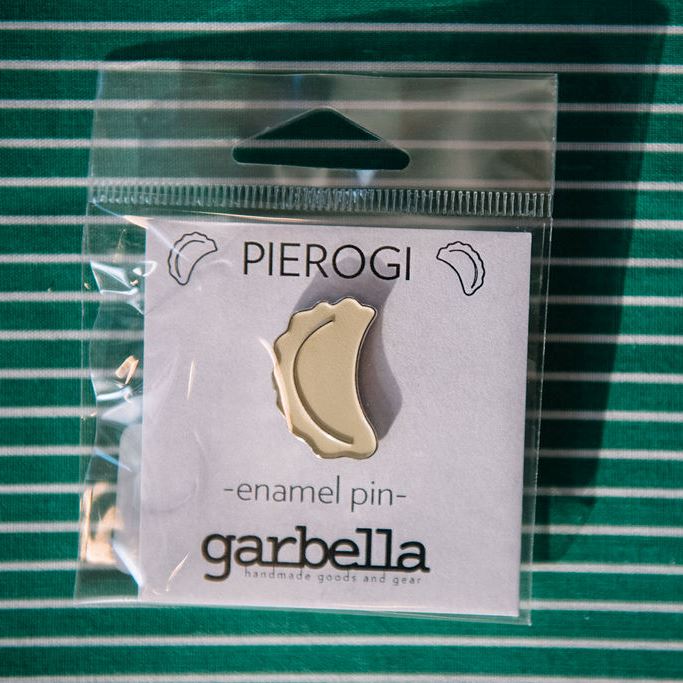 PIEROGI
-enamel pin-
garbella
handmade goods and gear